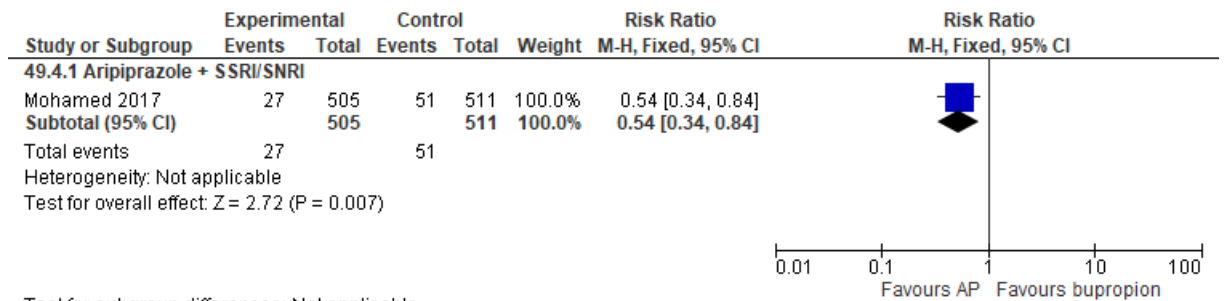 Experimental Control Risk Ratio Risk Ratio
Study or Subgroup Events Total Events Total Weight M-H, Fixed, 95% CI M-H, Fixed, 95% CI
49.4.1 Aripiprazole + SSRI/SNRI
Mohamed 2017 27 505 51 511 100.0% 0.54 [0.34, 0.84]
Subtotal (95% CI) 505 511 100.0% 0.54 [0.34, 0.84]
Total events 27 51
Heterogeneity: Not applicable
Test for overall effect: Z = 2.72 (P = 0.007)
0.01 0.1 1 10 100
Favours AP Favours bupropion